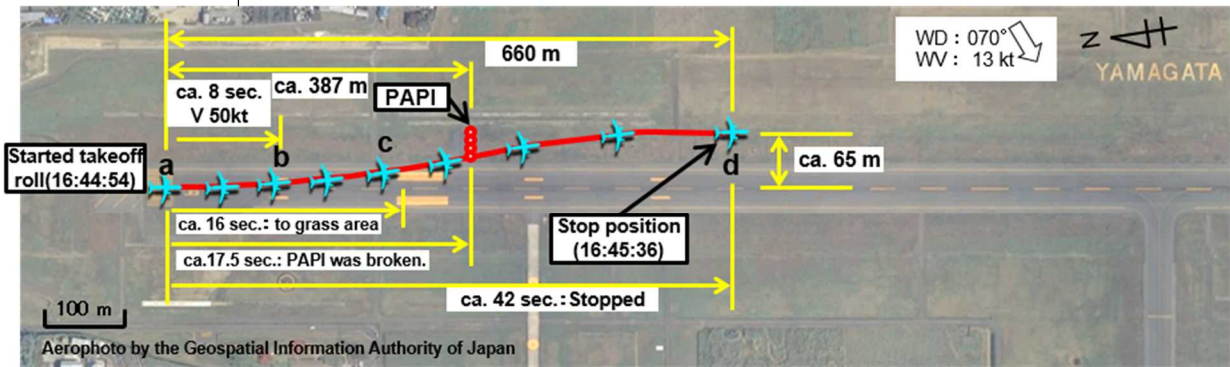 660 m
WD : 070°
WV : 13 kt
N
YAMAGATA
ca. 387 m
ca. 8 sec.
V 50kt
PAPI
Started takeoff
roll(16:44:54)
a
b
c
d
ca. 65 m
ca. 16 sec.: to grass area
Stop position
(16:45:36)
ca.17.5 sec.: PAPI was broken.
ca. 42 sec.:Stopped
100 m
Aerophoto by the Geospatial Information Authority of Japan